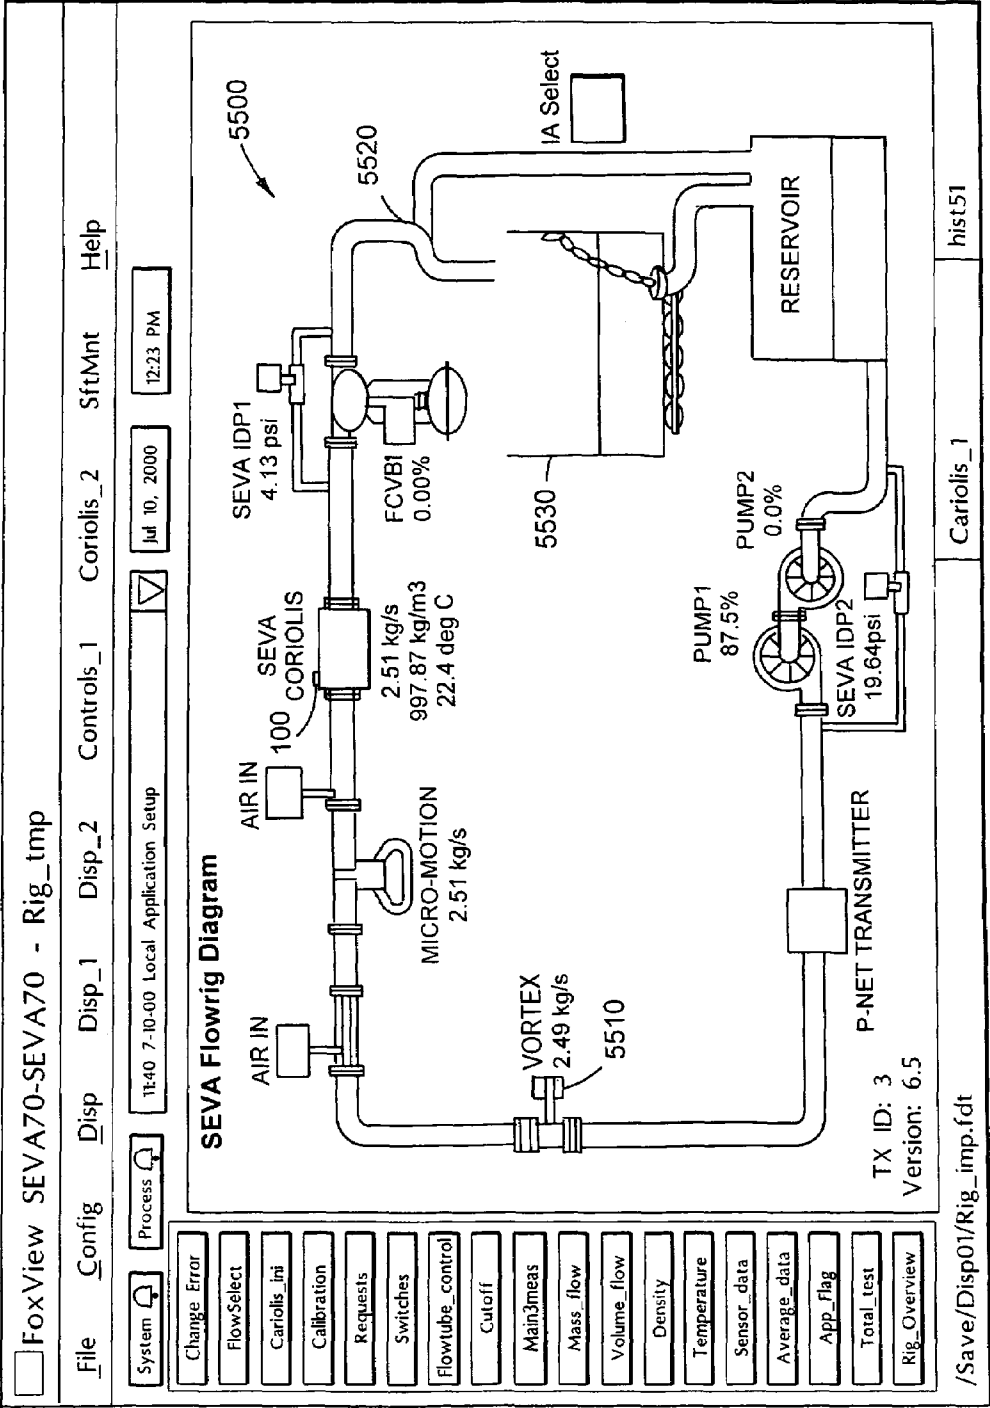 FoxView SEVA70-SEVA70 - Rig_tmp
File Config Disp Disp_1 Disp_2 Controls_1 Coriolis_2 SftMnt Help
System Process 11:40 7-10-00 Local Application Setup Jul 10, 2000 12:23 PM
Change Error
FlowSelect
Cariolis_ini
Calibration
Requests
Switches
Flowtube_control
Cutoff
Main3meas
Mass_flow
Volume_flow
Density
Temperature
Sensor_data
Average_data
App_Flag
Total_test
Rig_Overview
SEVA Flowrig Diagram
5500
AIR IN
AIR IN
100
SEVA
CORIOLIS
2.51 kg/s
997.87 kg/m3
22.4 deg C
SEVA IDP1
4.13 psi
FCVB1
0.00%
5520
MICRO-MOTION
2.51 kg/s
IA Select
VORTEX
2.49 kg/s
5510
5530
PUMP1
87.5%
PUMP2
0.0%
SEVA IDP2
19.64psi
RESERVOIR
P-NET TRANSMITTER
TX ID: 3
Version: 6.5
/Save/Disp01/Rig_imp.fdt Cariolis_1 hist51